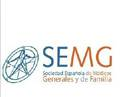 SEMG
Sociedad Española de Médicos
Generales y de Familia